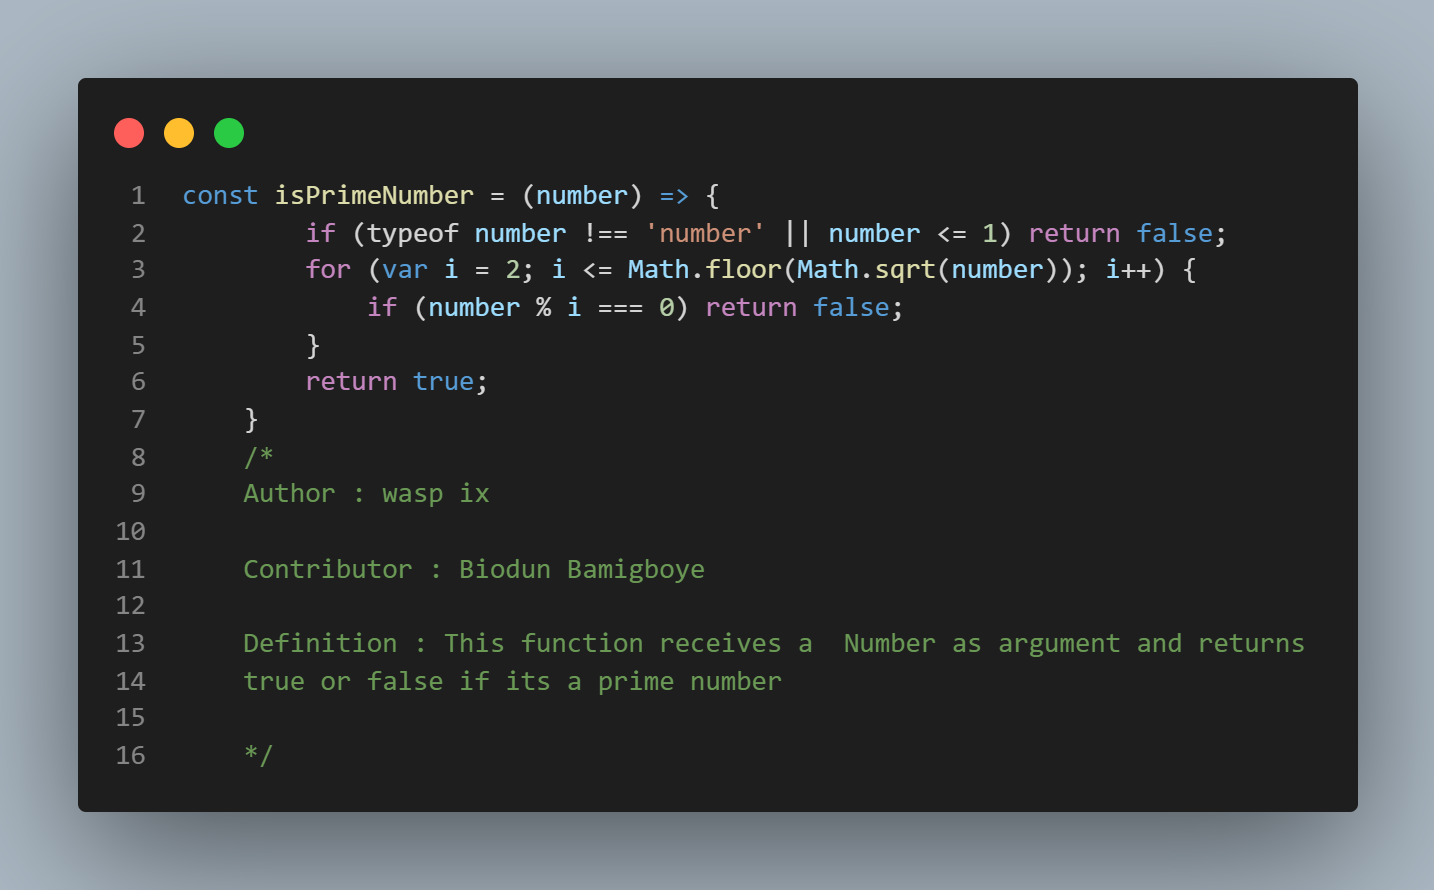 1 const isPrimeNumber = (number) => {
2 if (typeof number !== 'number' || number <= 1) return false;
3 for (var i = 2; i <= Math.floor(Math.sqrt(number)); i++) {
4 if (number % i === 0) return false;
5 }
6 return true;
7 }
8 /*
9 Author : wasp ix
10
11 Contributor : Biodun Bamigboye
12
13 Definition : This function receives a  Number as argument and returns
14 true or false if its a prime number
15
16 */